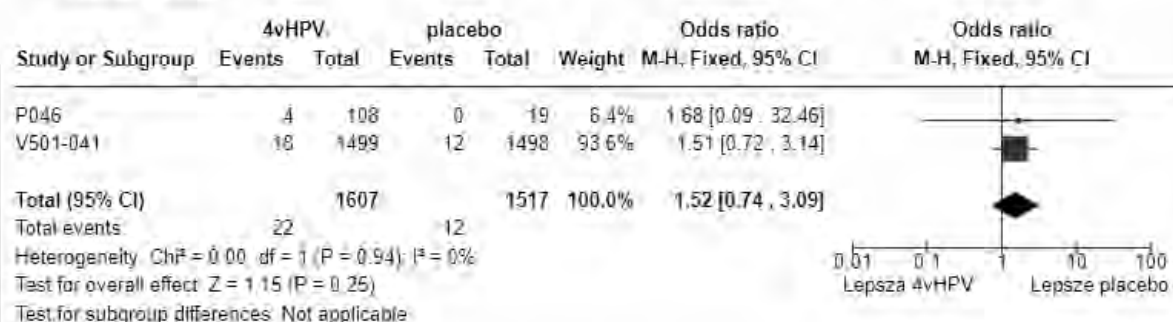 4vHPV placebo Odds ratio Odds ratio
Study or Subgroup Events Total Events Total Weight M-H, Fixed, 95% CI M-H, Fixed, 95% CI
P046 4 108 0 19 6.4% 1.68 [0.09 , 32.46]
V501-041 18 1499 12 1498 93.6% 1.51 [0.72 , 3.14]
Total (95% CI) 1607 1517 100.0% 1.52 [0.74 , 3.09]
Total events: 22 12
Heterogeneity: Chi² = 0.00, df = 1 (P = 0.94); I² = 0%
Test for overall effect: Z = 1.15 (P = 0.25)
Test for subgroup differences: Not applicable
0.01 0.1 1 10 100
Lepsza 4vHPV Lepsze placebo